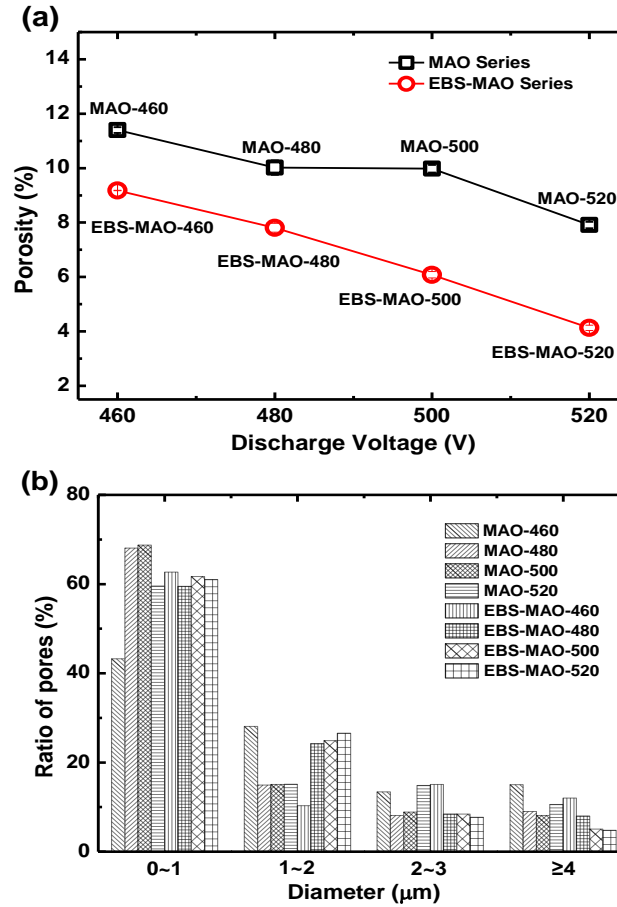 (a)
14
12
10
8
6
4
2
Porosity (%)
MAO Series
EBS-MAO Series
MAO-460
MAO-480
MAO-500
MAO-520
EBS-MAO-460
EBS-MAO-480
EBS-MAO-500
EBS-MAO-520
460 480 500 520
Discharge Voltage (V)
(b)
80
60
40
20
0
Ratio of pores (%)
MAO-460
MAO-480
MAO-500
MAO-520
EBS-MAO-460
EBS-MAO-480
EBS-MAO-500
EBS-MAO-520
0~1 1~2 2~3 ≥4
Diameter (μm)